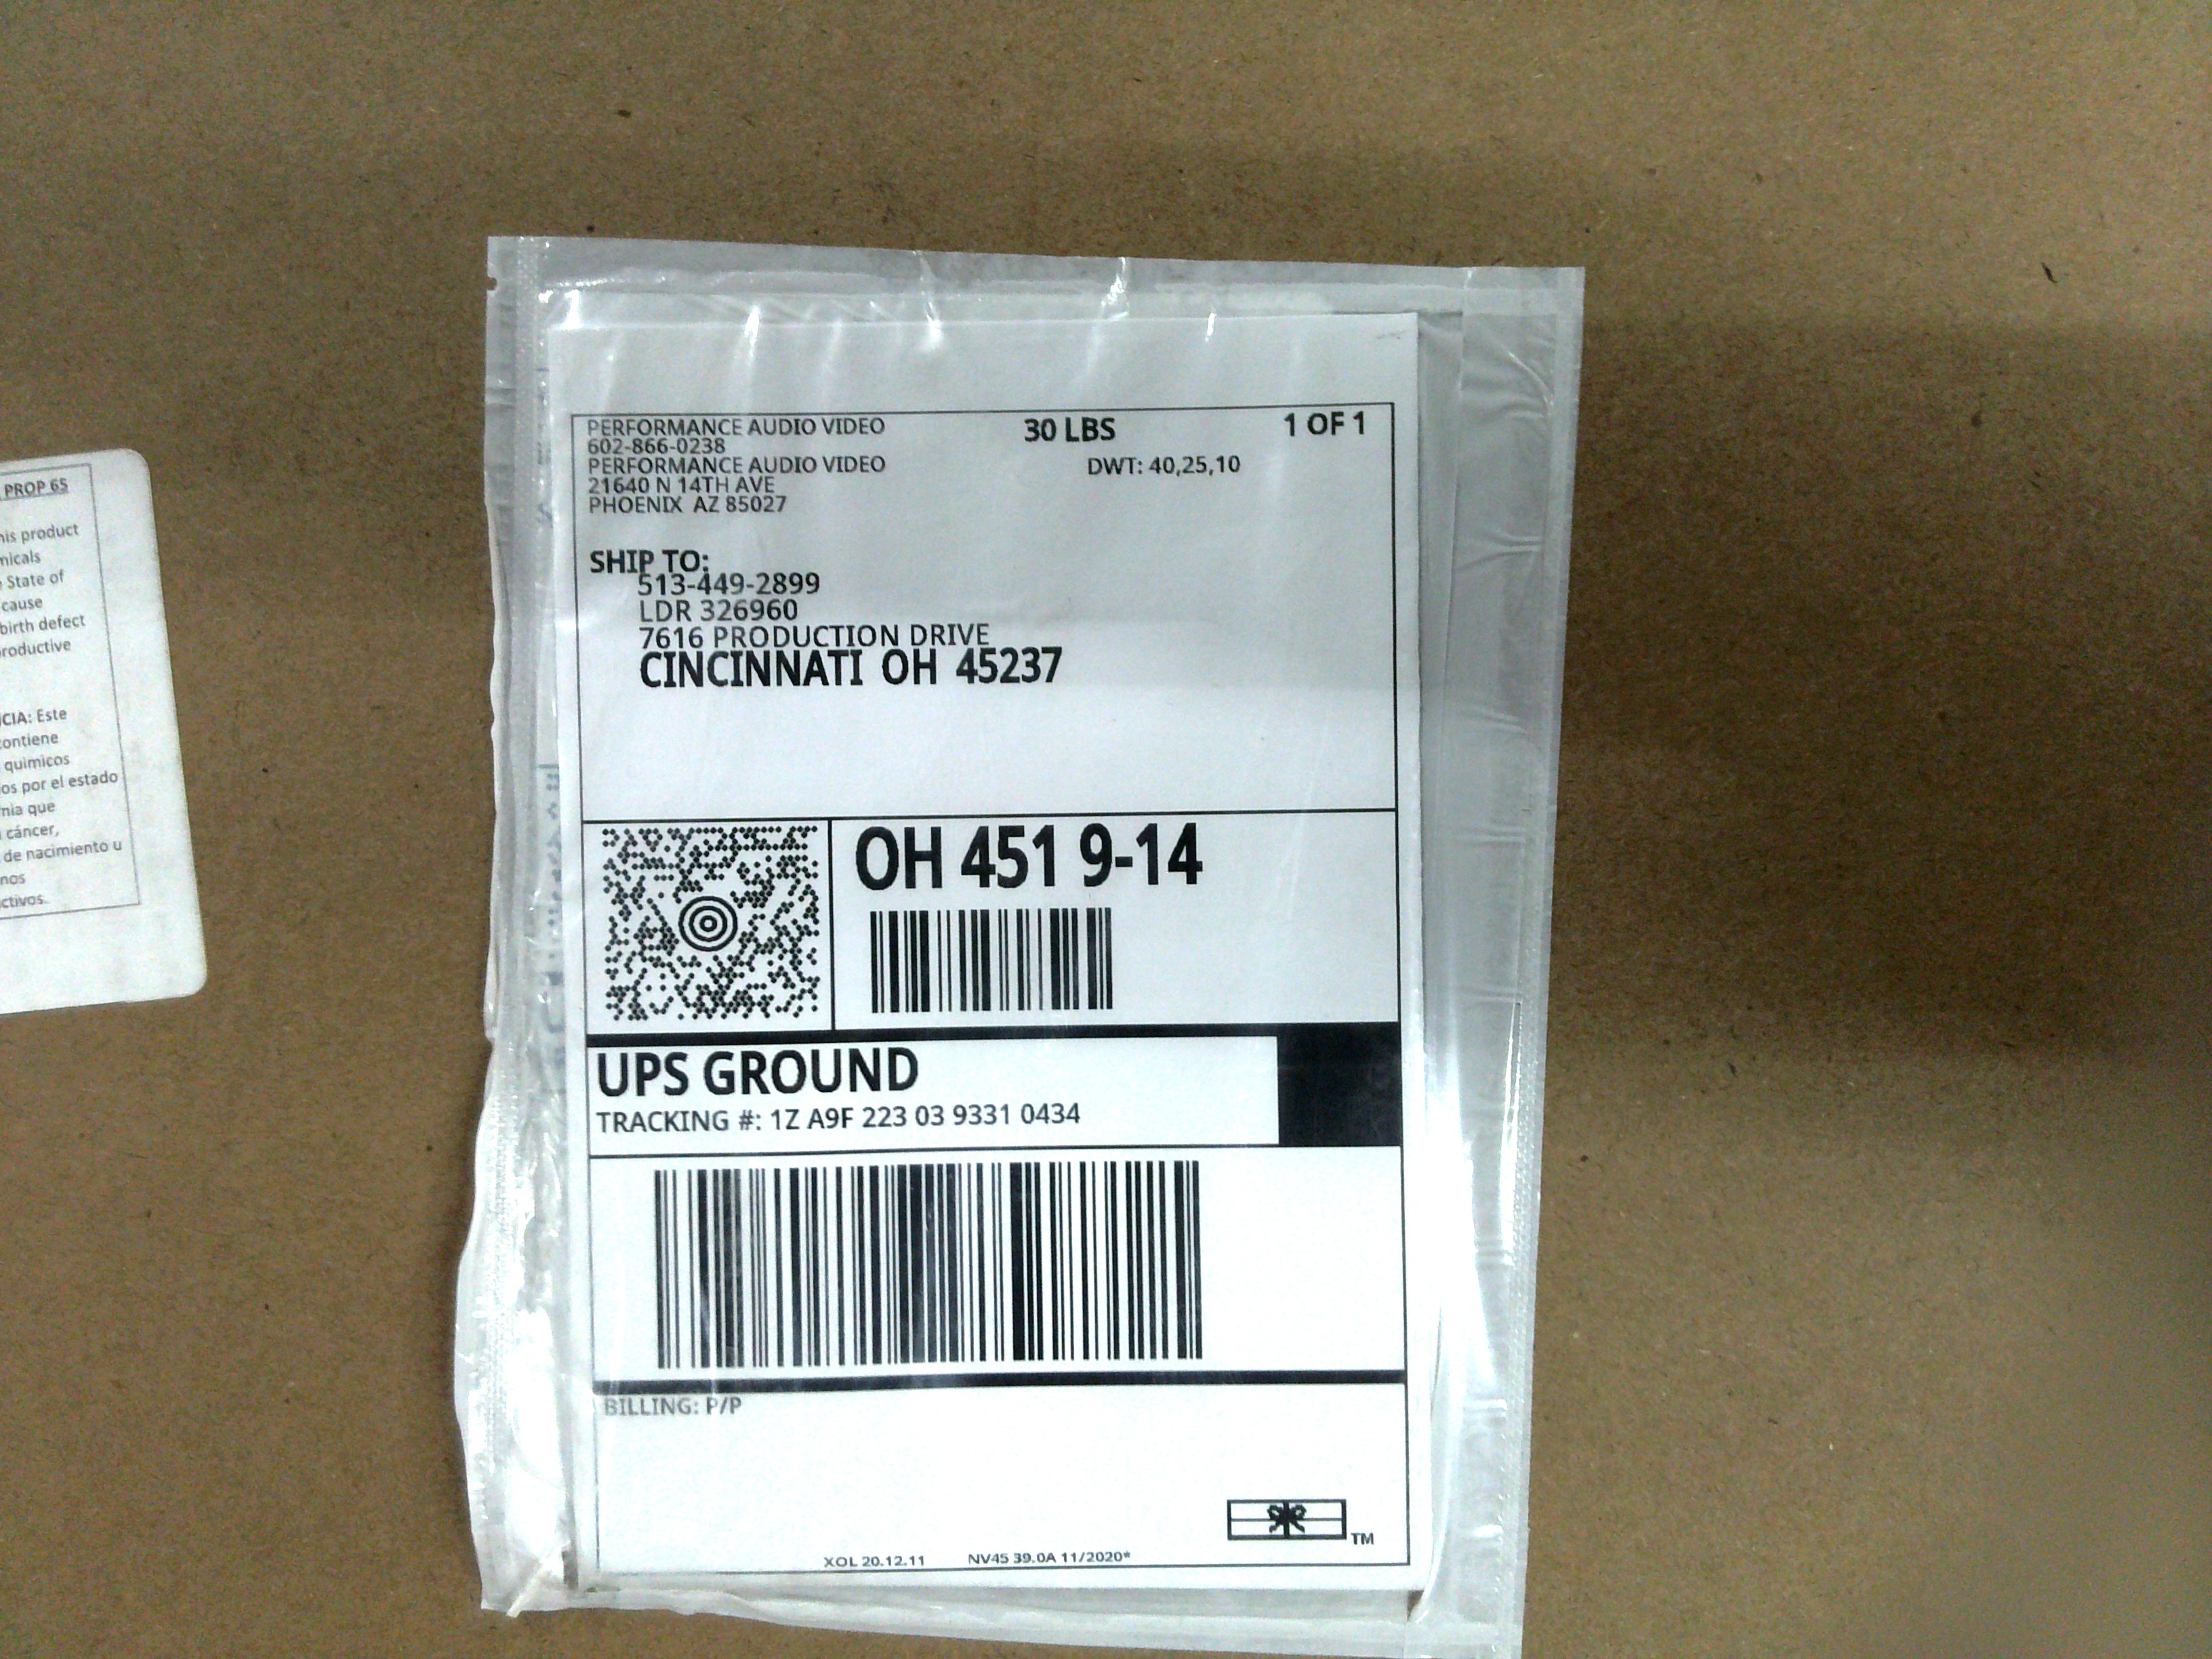 PROP 65
his product
micals
State of
cause
birth defect
roductive
CIA: Este
contiene
quimicos
os por el estado
nia que
cáncer,
de nacimiento u
nos
ctivos.
PERFORMANCE AUDIO VIDEO 30 LBS 1 OF 1
602-866-0238
PERFORMANCE AUDIO VIDEO DWT: 40,25,10
21640 N 14TH AVE
PHOENIX AZ 85027
SHIP TO:
513-449-2899
LDR 326960
7616 PRODUCTION DRIVE
CINCINNATI OH 45237
OH 451 9-14
UPS GROUND
TRACKING #: 1Z A9F 223 03 9331 0434
BILLING: P/P
TM
XOL 20.12.11 NV45 39.0A 11/2020*